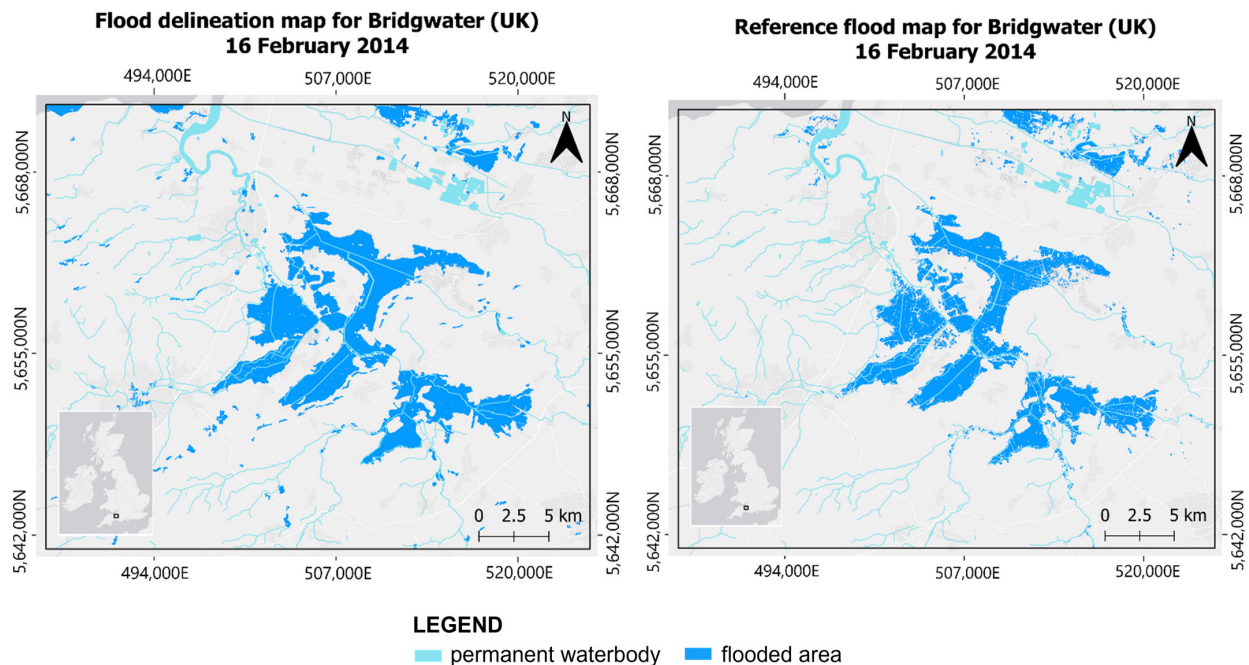 Flood delineation map for Bridgwater (UK)
16 February 2014
494,000E 507,000E 520,000E
N
5,668,000N 5,668,000N
5,655,000N 5,655,000N
5,642,000N 5,642,000N
0 2.5 5 km
494,000E 507,000E 520,000E
Reference flood map for Bridgwater (UK)
16 February 2014
494,000E 507,000E 520,000E
N
5,668,000N 5,668,000N
5,655,000N 5,655,000N
5,642,000N 5,642,000N
0 2.5 5 km
494,000E 507,000E 520,000E
LEGEND
permanent waterbody flooded area